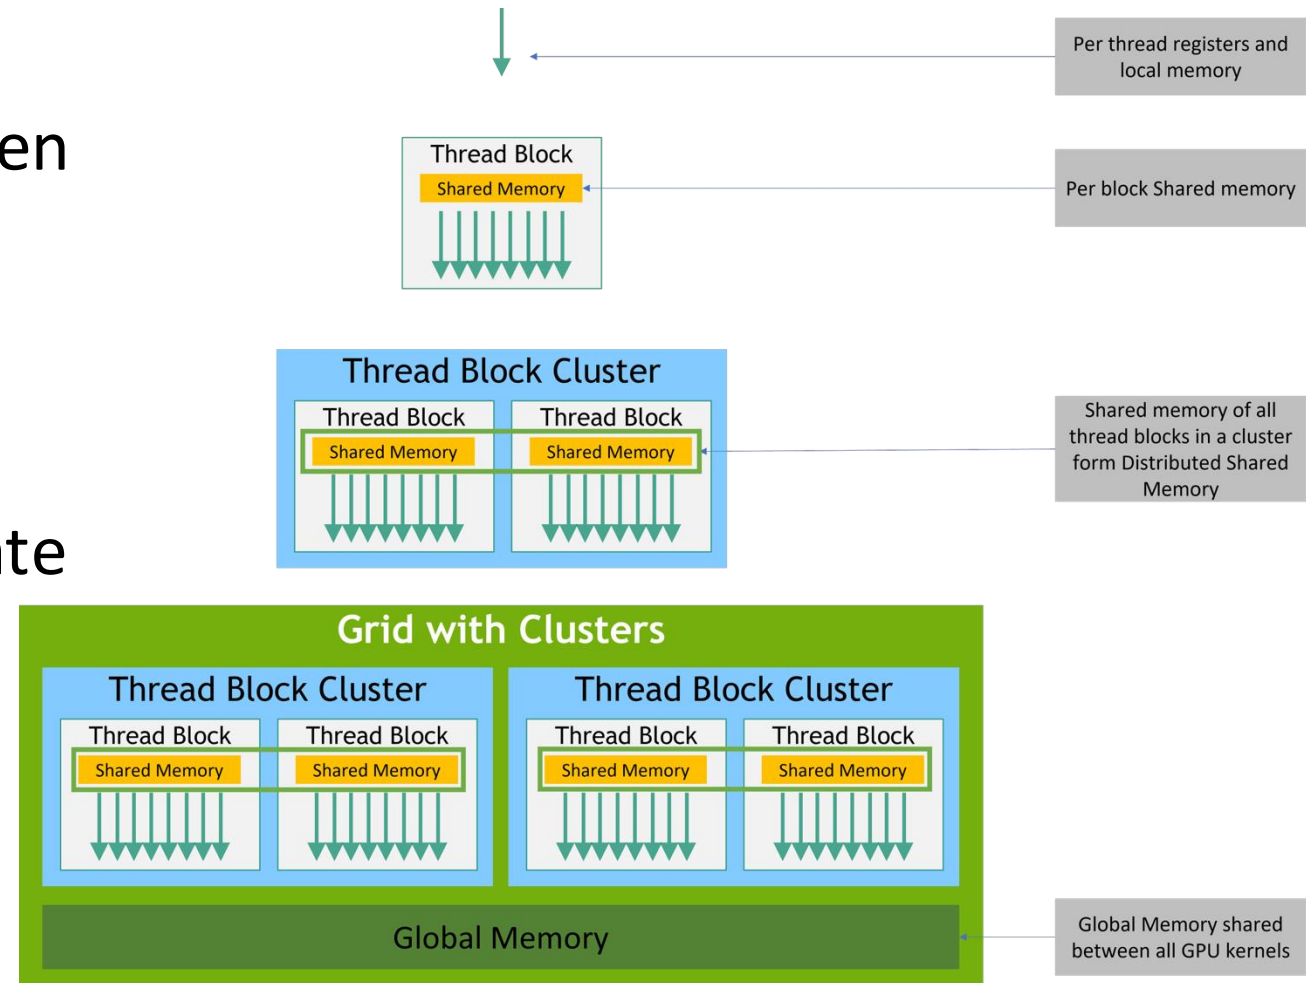 Per thread registers and
local memory
en
Thread Block
Shared Memory
Per block Shared memory
Thread Block Cluster
Thread Block
Thread Block
Shared Memory
Shared Memory
Shared memory of all
thread blocks in a cluster
form Distributed Shared
Memory
te
Grid with Clusters
Thread Block Cluster
Thread Block Cluster
Thread Block
Thread Block
Thread Block
Thread Block
Shared Memory
Shared Memory
Shared Memory
Shared Memory
Global Memory
Global Memory shared
between all GPU kernels